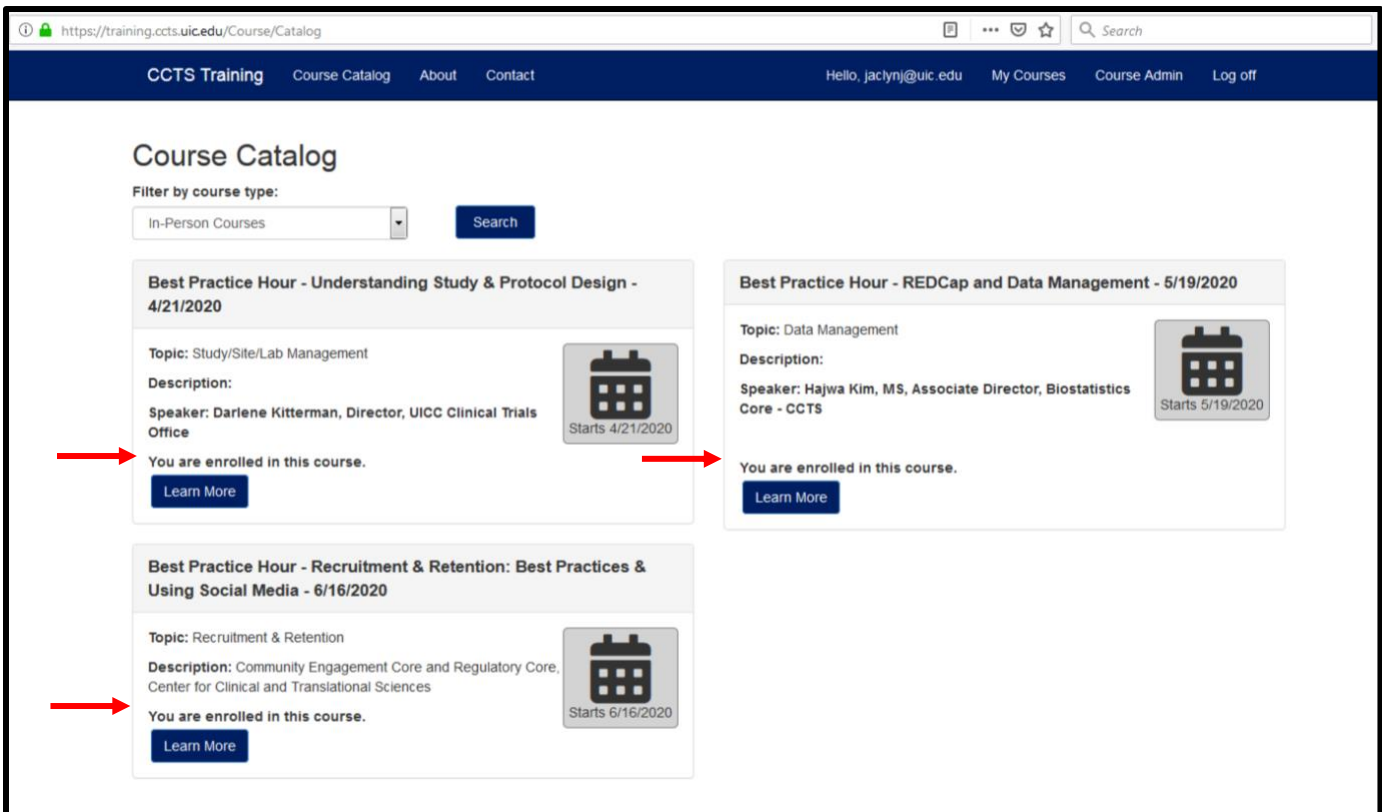 https://training.ccts.uic.edu/Course/Catalog
Search
CCTS Training Course Catalog About Contact Hello, jaclynj@uic.edu My Courses Course Admin Log off
Course Catalog
Filter by course type:
In-Person Courses
Search
Best Practice Hour - Understanding Study & Protocol Design -
4/21/2020
Topic: Study/Site/Lab Management
Description:
Speaker: Darlene Kitterman, Director, UICC Clinical Trials
Office
Starts 4/21/2020
You are enrolled in this course.
Learn More
Best Practice Hour - REDCap and Data Management - 5/19/2020
Topic: Data Management
Description:
Speaker: Hajwa Kim, MS, Associate Director, Biostatistics
Core - CCTS
Starts 5/19/2020
You are enrolled in this course.
Learn More
Best Practice Hour - Recruitment & Retention: Best Practices &
Using Social Media - 6/16/2020
Topic: Recruitment & Retention
Description: Community Engagement Core and Regulatory Core,
Center for Clinical and Translational Sciences
Starts 6/16/2020
You are enrolled in this course.
Learn More